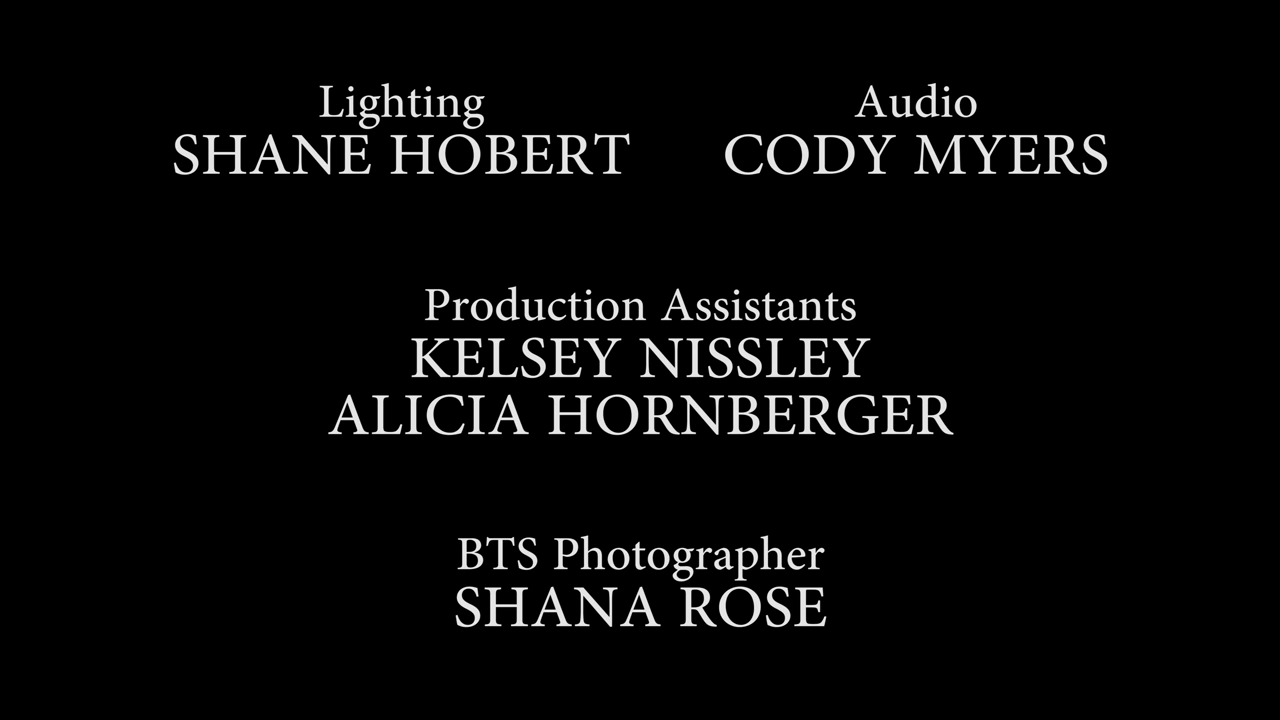 Lighting
SHANE HOBERT
Audio
CODY MYERS
Production Assistants
KELSEY NISSLEY
ALICIA HORNBERGER
BTS Photographer
SHANA ROSE